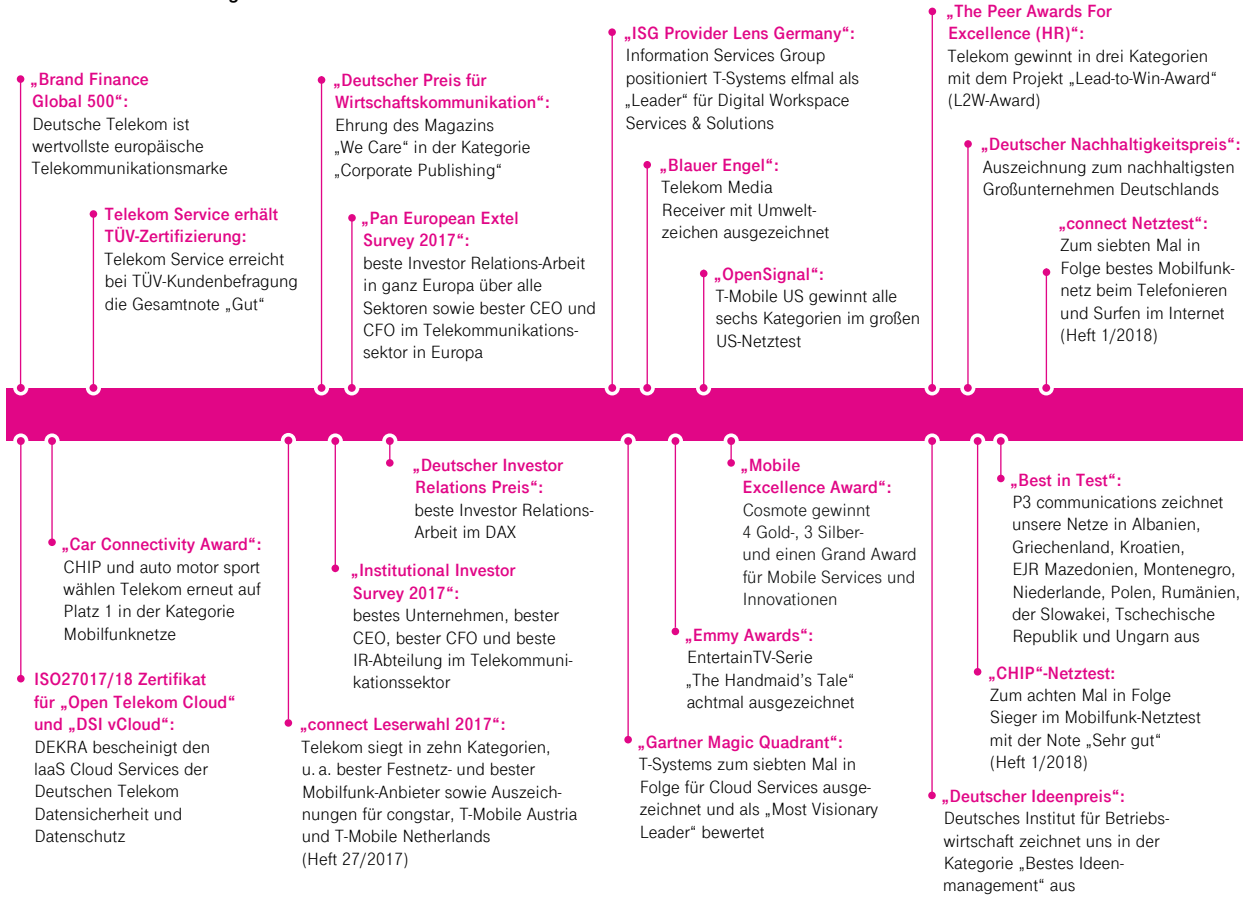 „Brand Finance
Global 500“:
Deutsche Telekom ist
wertvollste europäische
Telekommunikationsmarke
Telekom Service erhält
TÜV-Zertifizierung:
Telekom Service erreicht
bei TÜV-Kundenbefragung
die Gesamtnote „Gut“
„Deutscher Preis für
Wirtschaftskommunikation“:
Ehrung des Magazins
„We Care“ in der Kategorie
„Corporate Publishing“
„Pan European Extel
Survey 2017“:
beste Investor Relations-Arbeit
in ganz Europa über alle
Sektoren sowie bester CEO und
CFO im Telekommunikations-
sektor in Europa
„ISG Provider Lens Germany“:
Information Services Group
positioniert T-Systems elfmal als
„Leader“ für Digital Workspace
Services & Solutions
„Blauer Engel“:
Telekom Media
Receiver mit Umwelt-
zeichen ausgezeichnet
„OpenSignal“:
T-Mobile US gewinnt alle
sechs Kategorien im großen
US-Netztest
„The Peer Awards For
Excellence (HR)“:
Telekom gewinnt in drei Kategorien
mit dem Projekt „Lead-to-Win-Award“
(L2W-Award)
„Deutscher Nachhaltigkeitspreis“:
Auszeichnung zum nachhaltigsten
Großunternehmen Deutschlands
„connect Netztest“:
Zum siebten Mal in
Folge bestes Mobilfunk-
netz beim Telefonieren
und Surfen im Internet
(Heft 1/2018)
„Car Connectivity Award“:
CHIP und auto motor sport
wählen Telekom erneut auf
Platz 1 in der Kategorie
Mobilfunknetze
ISO27017/18 Zertifikat
für „Open Telekom Cloud“
und „DSI vCloud“:
DEKRA bescheinigt den
IaaS Cloud Services der
Deutschen Telekom
Datensicherheit und
Datenschutz
„Deutscher Investor
Relations Preis“:
beste Investor Relations-
Arbeit im DAX
„Institutional Investor
Survey 2017“:
bestes Unternehmen, bester
CEO, bester CFO und beste
IR-Abteilung im Telekommuni-
kationssektor
„connect Leserwahl 2017“:
Telekom siegt in zehn Kategorien,
u. a. bester Festnetz- und bester
Mobilfunk-Anbieter sowie Auszeich-
nungen für congstar, T-Mobile Austria
und T-Mobile Netherlands
(Heft 27/2017)
„Mobile
Excellence Award“:
Cosmote gewinnt
4 Gold-, 3 Silber-
und einen Grand Award
für Mobile Services und
Innovationen
„Emmy Awards“:
EntertainTV-Serie
„The Handmaid's Tale“
achtmal ausgezeichnet
„Gartner Magic Quadrant“:
T-Systems zum siebten Mal in
Folge für Cloud Services ausge-
zeichnet und als „Most Visionary
Leader“ bewertet
„Best in Test“:
P3 communications zeichnet
unsere Netze in Albanien,
Griechenland, Kroatien,
EJR Mazedonien, Montenegro,
Niederlande, Polen, Rumänien,
der Slowakei, Tschechische
Republik und Ungarn aus
„CHIP“-Netztest:
Zum achten Mal in Folge
Sieger im Mobilfunk-Netztest
mit der Note „Sehr gut“
(Heft 1/2018)
„Deutscher Ideenpreis“:
Deutsches Institut für Betriebs-
wirtschaft zeichnet uns in der
Kategorie „Bestes Ideen-
management“ aus